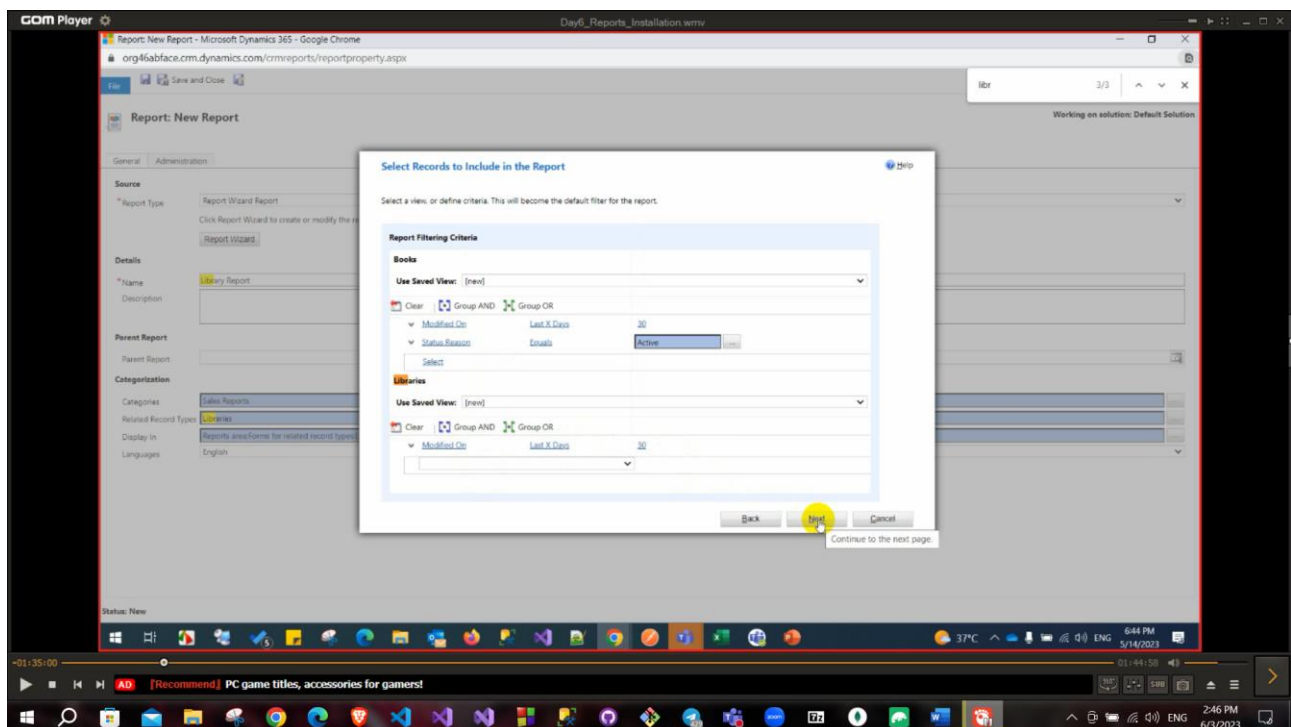 GOM Player
Day6_Reports_Installation.wmv
Report: New Report - Microsoft Dynamics 365 - Google Chrome
org46abface.crm.dynamics.com/crmreports/reportproperty.aspx
File
Save and Close
libr
3/3
Report: New Report
Working on solution: Default Solution
General
Administration
Select Records to Include in the Report
Help
Source
*Report Type
Report Wizard Report
Select a view, or define criteria. This will become the default filter for the report.
Click Report Wizard to create or modify the re
Report Wizard
Report Filtering Criteria
Details
Books
*Name
Library Report
Use Saved View: [new]
Description
Clear
Group AND
Group OR
Modified On
Last X Days
30
Status Reason
Equals
Active
...
Parent Report
Parent Report
Select
Categorization
Libraries
Categories
Sales Reports
Use Saved View: [new]
Related Record Types
Libraries
Clear
Group AND
Group OR
Display In
Reports area;Forms for related record types;
Modified On
Last X Days
30
Languages
English
Back
Next
Cancel
Continue to the next page.
Status: New
37°C
ENG
6:44 PM
5/14/2023
-01:35:00
01:44:58
AD
[Recommend] PC game titles, accessories for gamers!
360°
SUB
ENG
2:46 PM
6/3/2023